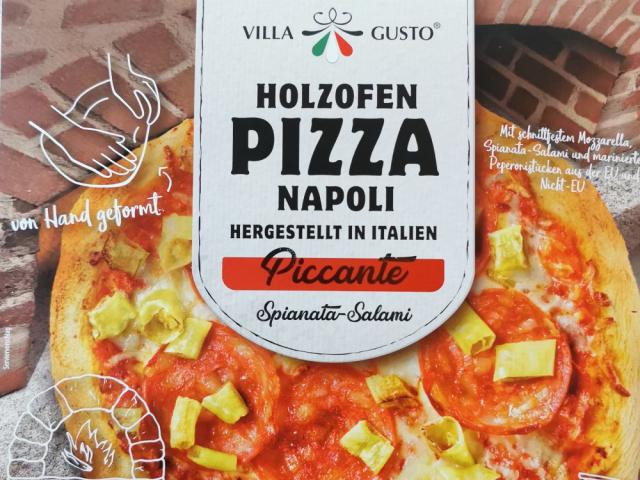 VILLA GUSTO®
HOLZOFEN
PIZZA
NAPOLI
HERGESTELLT IN ITALIEN
Piccante
Spianata-Salami
von Hand geformt
Mit schnittfestem Mozzarella,
Spianata-Salami und marinierten
Peperonistücken aus der EU und
Nicht-EU
Serviervorschlag